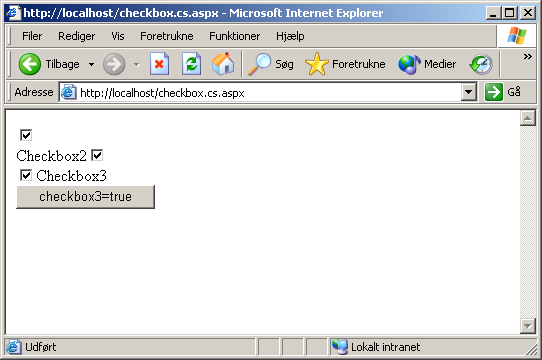 http://localhost/checkbox.cs.aspx - Microsoft Internet Explorer
Filer Rediger Vis Foretrukne Funktioner Hjælp
Tilbage Søg Foretrukne Medier »
Adresse http://localhost/checkbox.cs.aspx Gå
Checkbox2
Checkbox3
checkbox3=true
Udført Lokalt intranet